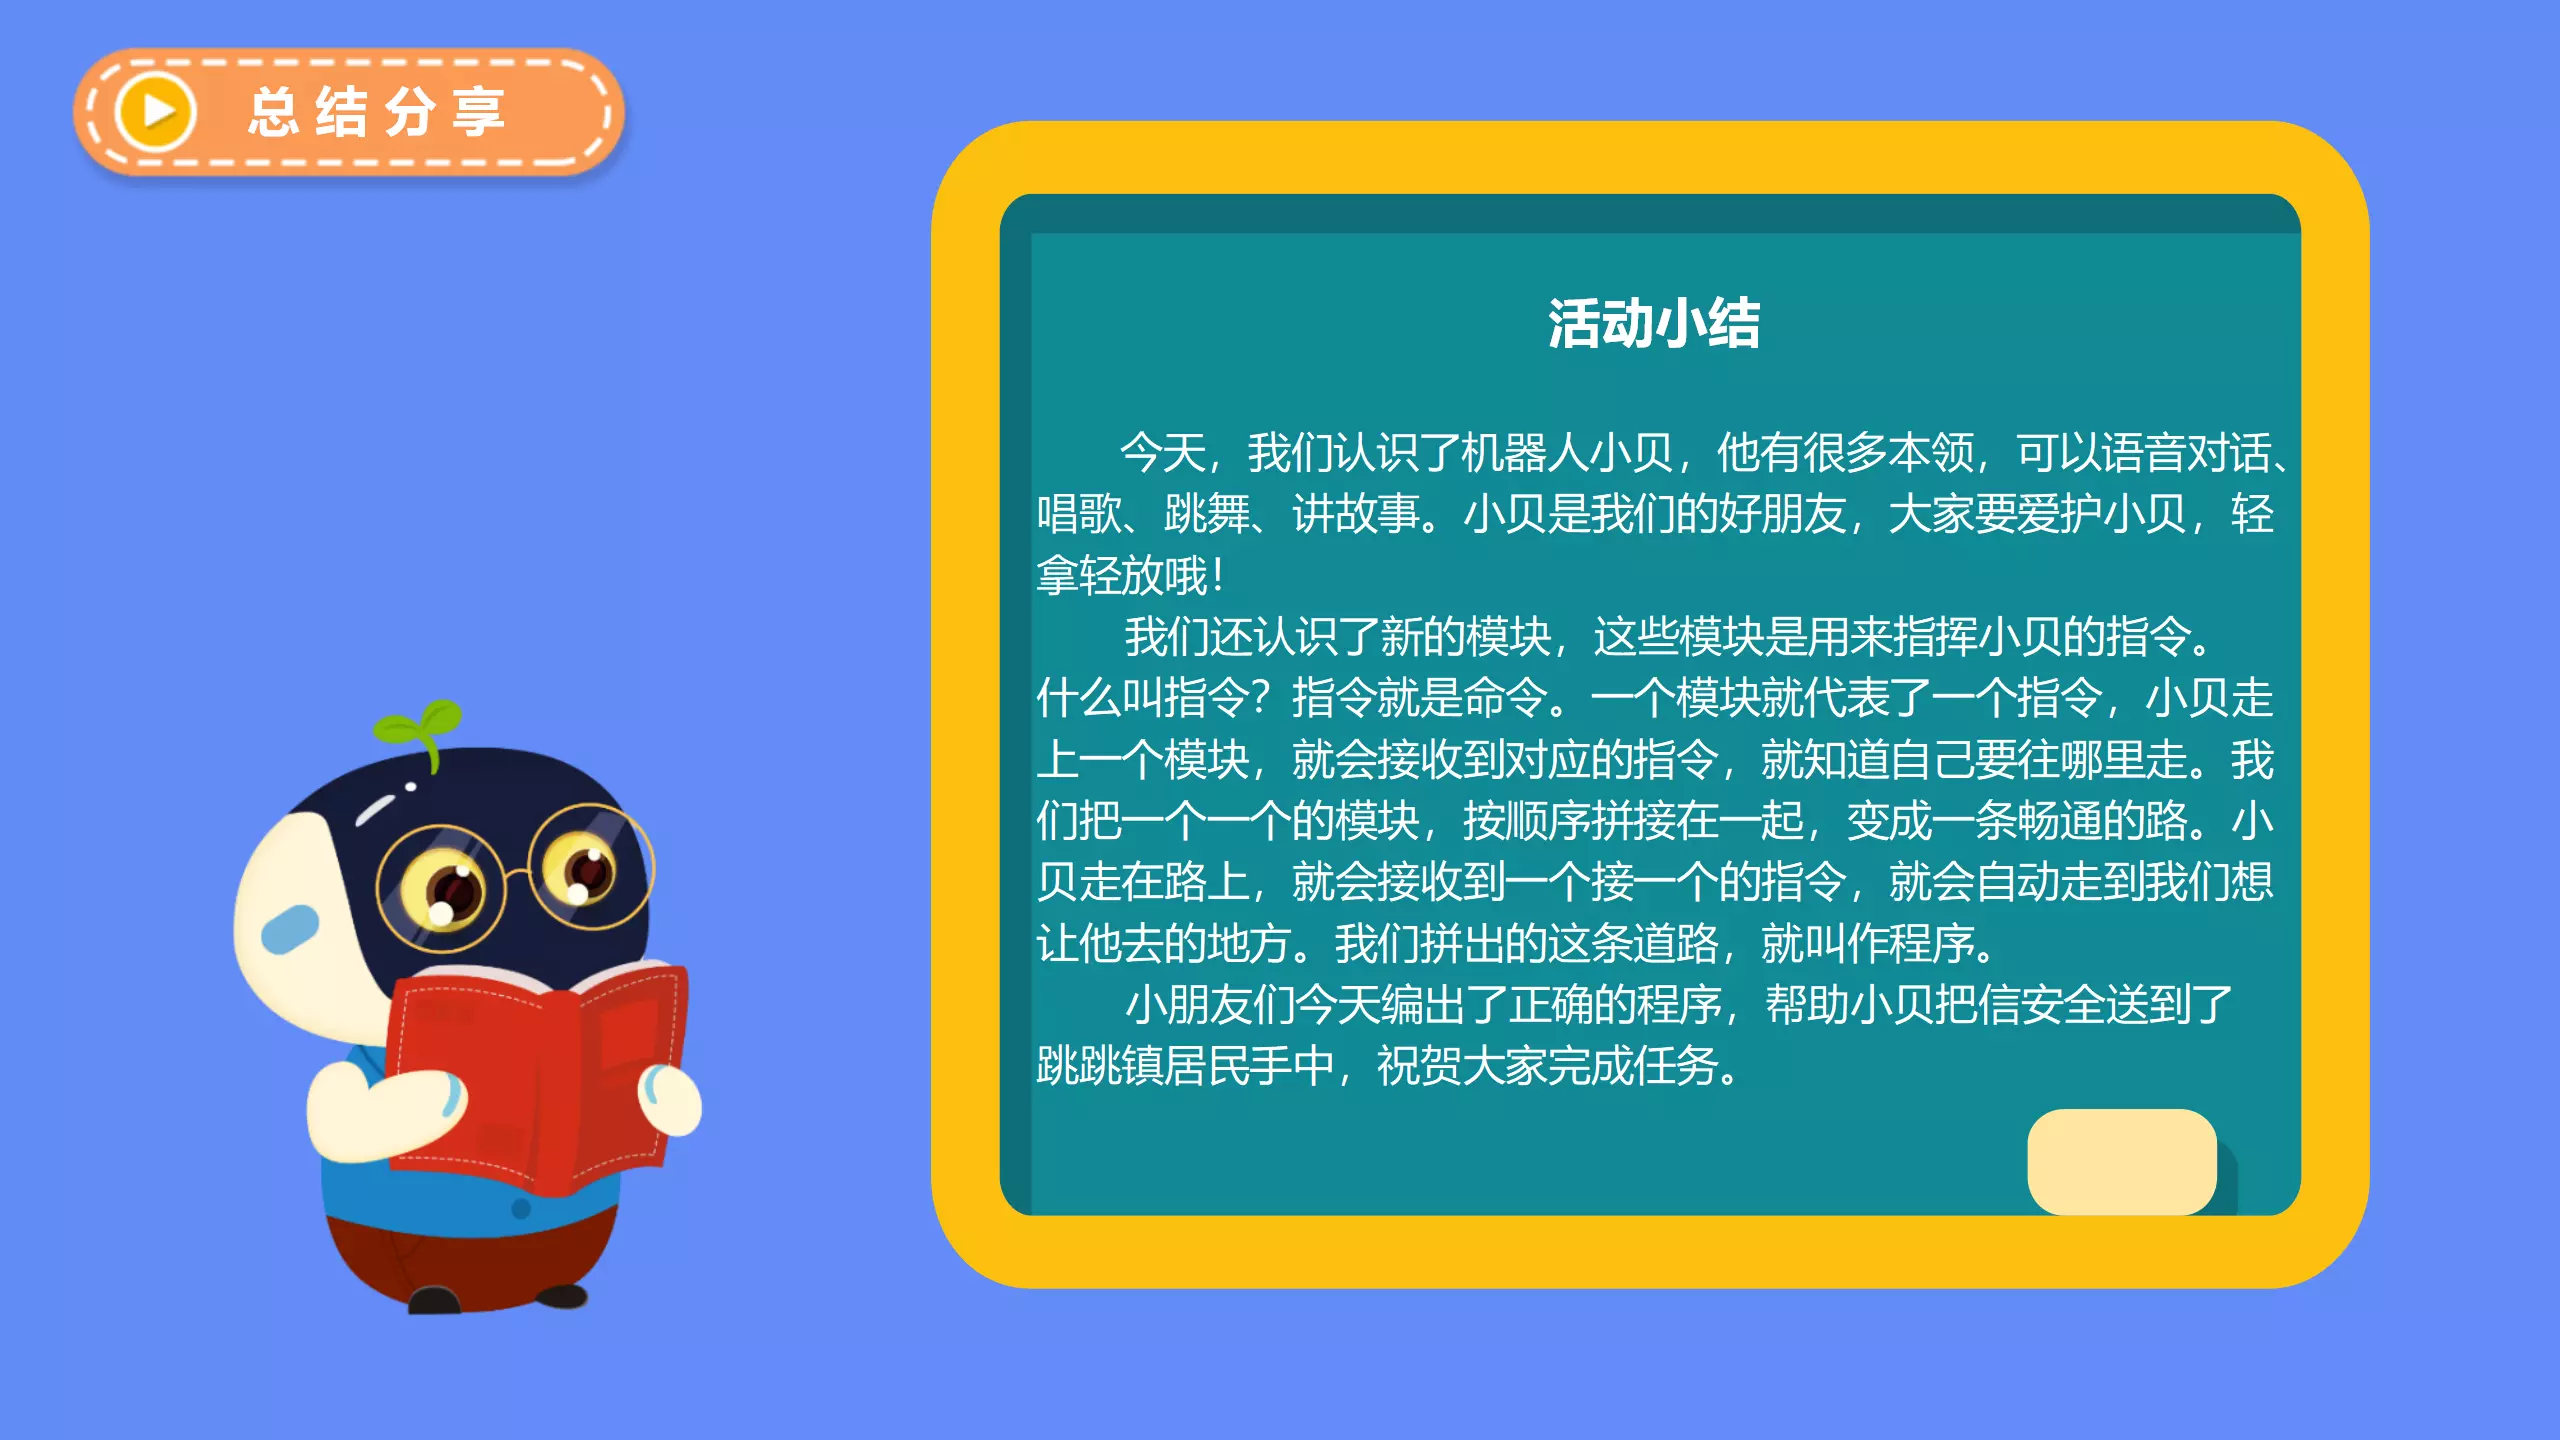 总结分享
活动小结
今天，我们认识了机器人小贝，他有很多本领，可以语音对话、
唱歌、跳舞、讲故事。小贝是我们的好朋友，大家要爱护小贝，轻
拿轻放哦！
我们还认识了新的模块，这些模块是用来指挥小贝的指令。
什么叫指令？指令就是命令。一个模块就代表了一个指令，小贝走
上一个模块，就会接收到对应的指令，就知道自己要往哪里走。我
们把一个一个的模块，按顺序拼接在一起，变成一条畅通的路。小
贝走在路上，就会接收到一个接一个的指令，就会自动走到我们想
让他去的地方。我们拼出的这条道路，就叫作程序。
小朋友们今天编出了正确的程序，帮助小贝把信安全送到了
跳跳镇居民手中，祝贺大家完成任务。